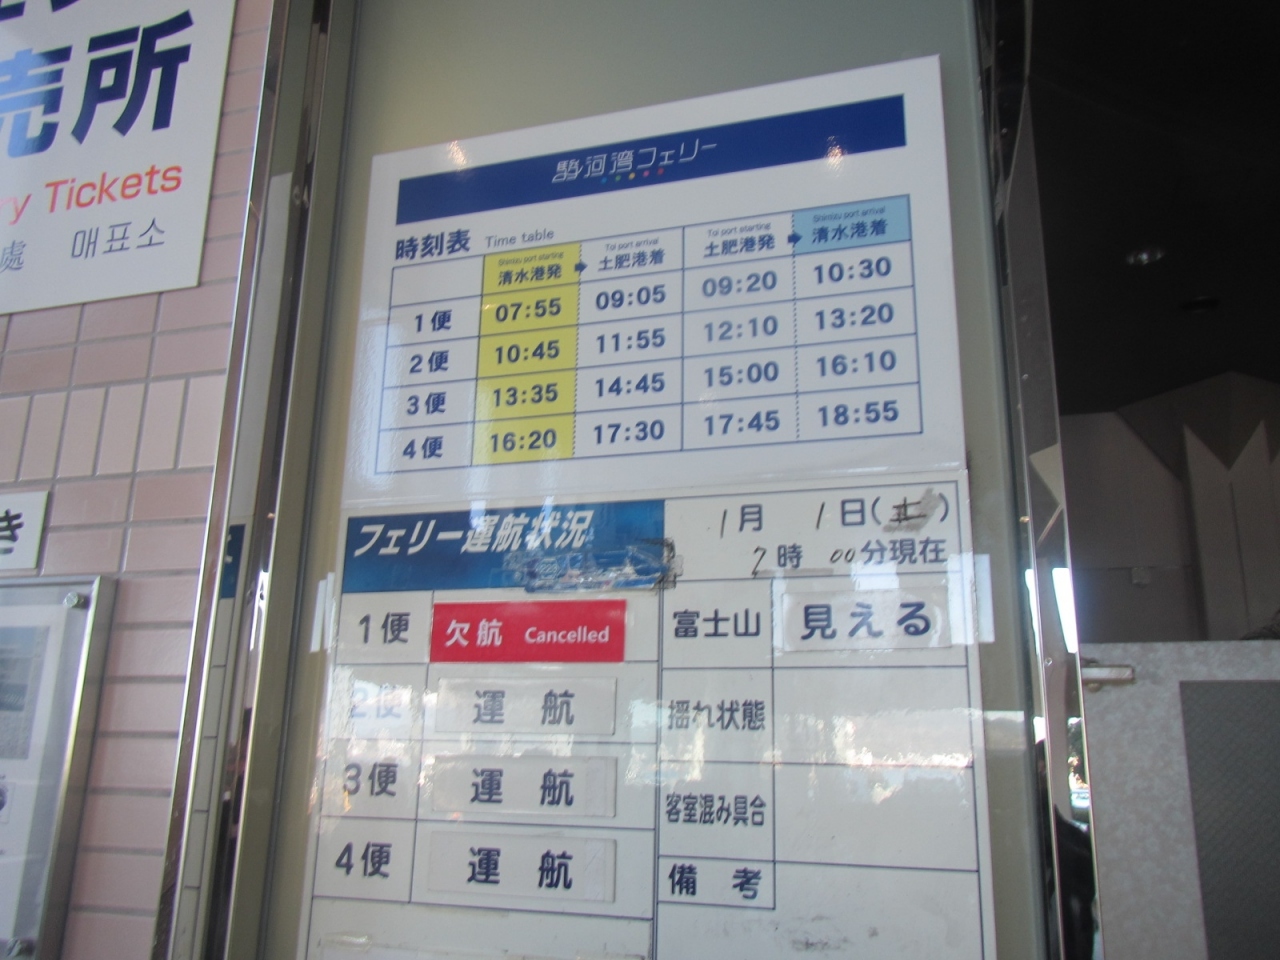 売所
ry Tickets
處 매표소
き
駿河湾フェリー
時刻表 Time table
Shimizu port starting
清水港発
Toi port arrival
土肥港着
Toi port starting
土肥港発
Shimizu port arrival
清水港着
1便 07:55 09:05 09:20 10:30
2便 10:45 11:55 12:10 13:20
3便 13:35 14:45 15:00 16:10
4便 16:20 17:30 17:45 18:55
フェリー運航状況
1月 1日(土)
2時 00分現在
1便 欠航 Cancelled 富士山 見える
2便 運航 揺れ状態
3便 運航 客室混み具合
4便 運航 備考